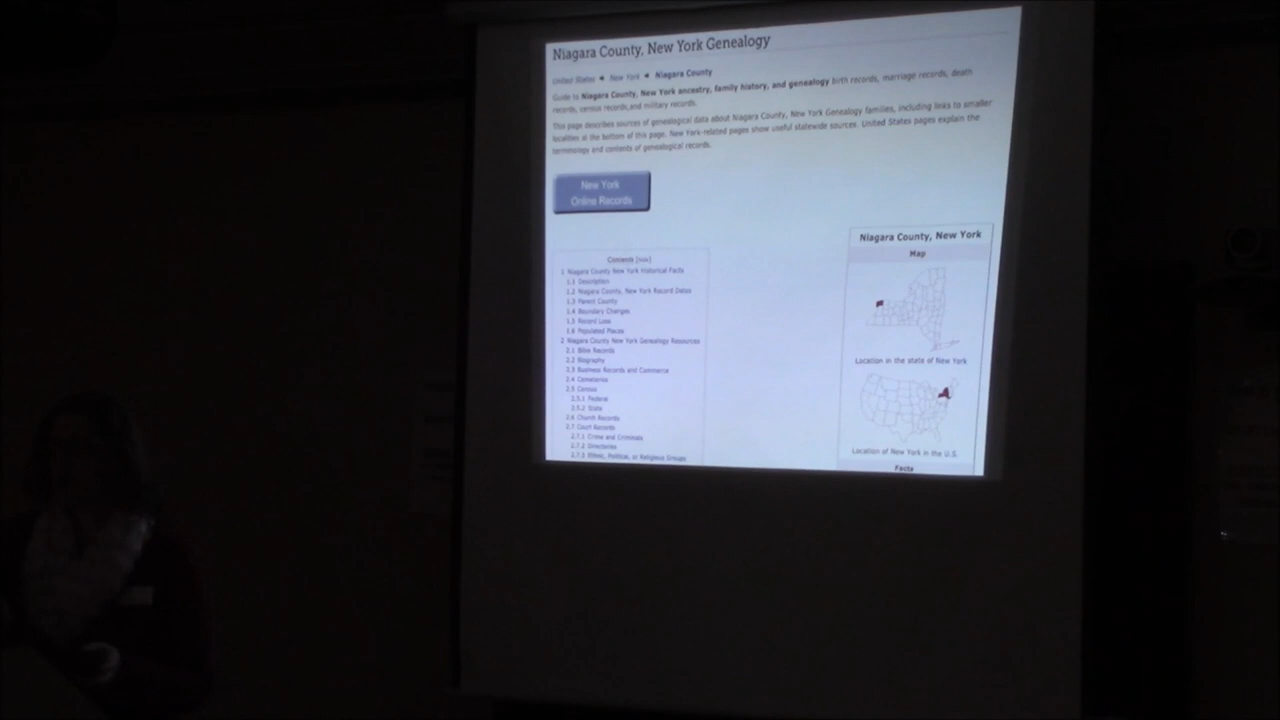 Niagara County, New York Genealogy
United States New York Niagara County
Guide to Niagara County, New York ancestry, family history, and genealogy birth records, marriage records, death
records, census records,and military records.
This page describes sources of genealogical data about Niagara County, New York Genealogy families, including links to smaller
localities at the bottom of this page. New York-related pages show useful statewide sources. United States pages explain the
terminology and contents of genealogical records.
New York
Online Records
Contents [hide]
1 Niagara County New York Historical Facts
1.1 Description
1.2 Niagara County, New York Record Dates
1.3 Parent County
1.4 Boundary Changes
1.5 Record Loss
1.6 Populated Places
2 Niagara County New York Genealogy Resources
2.1 Bible Records
2.2 Biography
2.3 Business Records and Commerce
2.4 Cemeteries
2.5 Census
2.5.1 Federal
2.5.2 State
2.6 Church Records
2.7 Court Records
2.7.1 Crime and Criminals
2.7.2 Directories
2.7.3 Ethnic, Political, or Religious Groups
Niagara County, New York
Map
Location in the state of New York
Location of New York in the U.S.
Facts